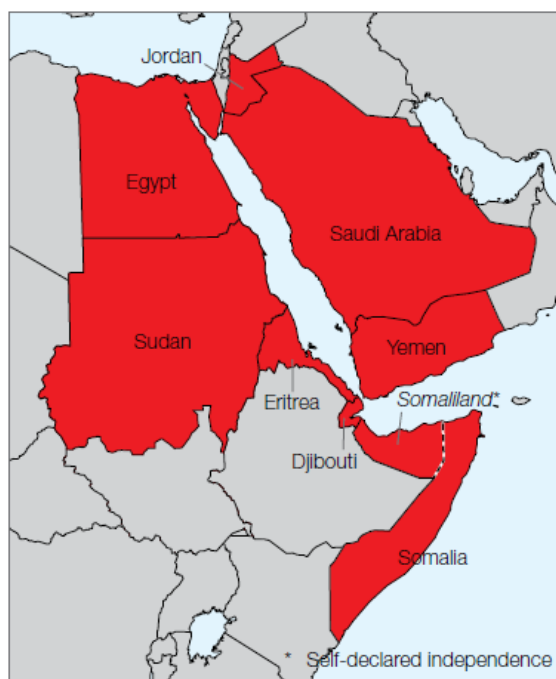 Jordan
Egypt
Saudi Arabia
Sudan
Yemen
Eritrea
Somaliland*
Djibouti
Somalia
* Self-declared independence